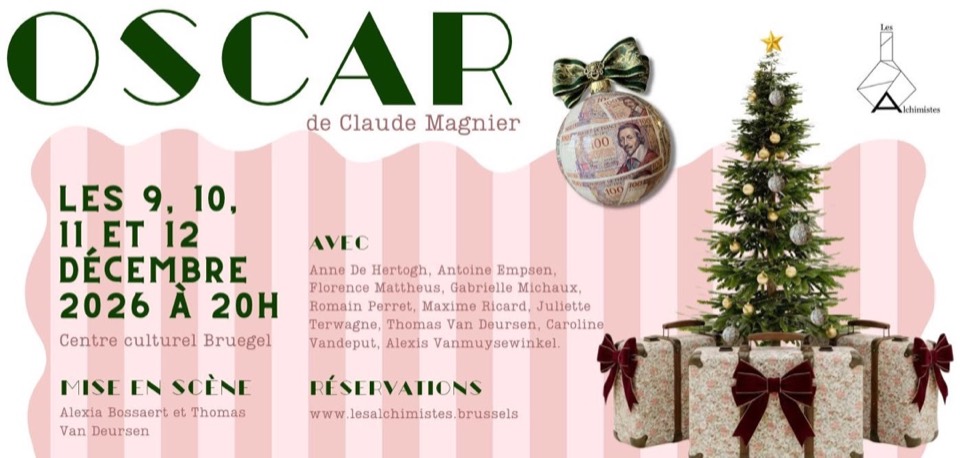 OSCAR
de Claude Magnier
Les
Alchimistes
100
100
LES 9, 10,
11 ET 12
DÉCEMBRE
2026 À 20H
Centre culturel Bruegel
MISE EN SCÈNE
Alexia Bossaert et Thomas
Van Deursen
AVEC
Anne De Hertogh, Antoine Empsen,
Florence Mattheus, Gabrielle Michaux,
Romain Perret, Maxime Ricard, Juliette
Terwagne, Thomas Van Deursen, Caroline
Vandeput, Alexis Vanmuysewinkel.
RÉSERVATIONS
www.lesalchimistes.brussels